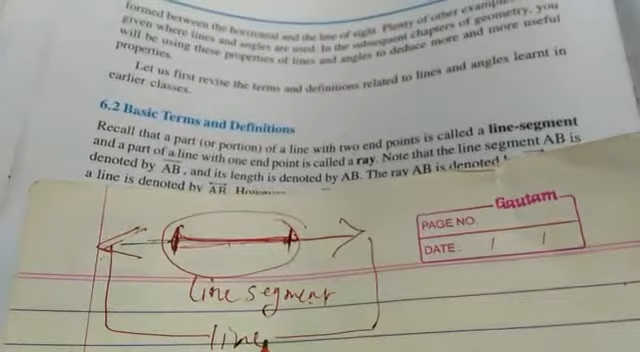 formed between the horizontal and the line of sight. Plenty of other examples
given where lines and angles are used. In the subsequent chapters of geometry, you
will be using these properties of lines and angles to deduce more and more useful
properties.
Let us first revise the terms and definitions related to lines and angles learnt in
earlier classes.
6.2 Basic Terms and Definitions
Recall that a part (or portion) of a line with two end points is called a line-segment
and a part of a line with one end point is called a ray. Note that the line segment AB is
denoted by AB, and its length is denoted by AB. The ray AB is denoted
a line is denoted by AB.
Gautam
PAGE NO.
DATE: / /
line segment
line